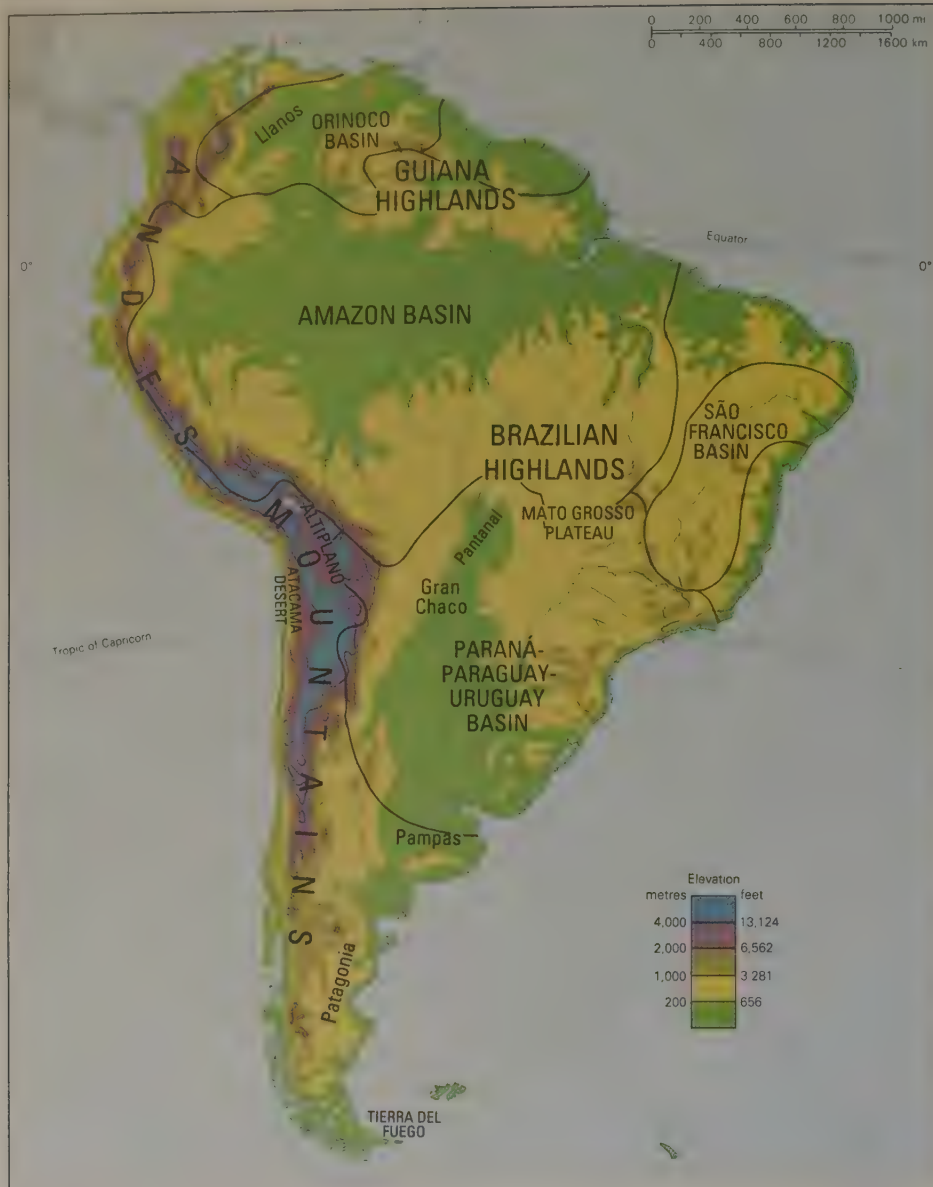 0 200 400 600 800 1000 mi
0 400 800 1200 1600 km
Llanos
ORINOCO
BASIN
GUIANA
HIGHLANDS
Equator
0°
0°
AMAZON BASIN
ANDES MOUNTAINS
BRAZILIAN
HIGHLANDS
SÃO
FRANCISCO
BASIN
MATO GROSSO
PLATEAU
ALTIPLANO
Pantanal
ATACAMA
DESERT
Gran
Chaco
Tropic of Capricorn
PARANÁ-
PARAGUAY-
URUGUAY
BASIN
Pampas
Patagonia
Elevation
metres feet
4,000 13,124
2,000 6,562
1,000 3 281
200 656
TIERRA DEL
FUEGO